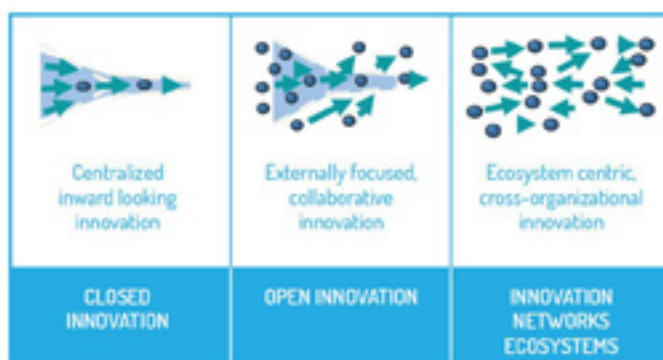 Centralized
inward looking
innovation
Externally focused,
collaborative
innovation
Ecosystem centric,
cross-organizational
innovation
CLOSED
INNOVATION
OPEN INNOVATION
INNOVATION
NETWORKS
ECOSYSTEMS